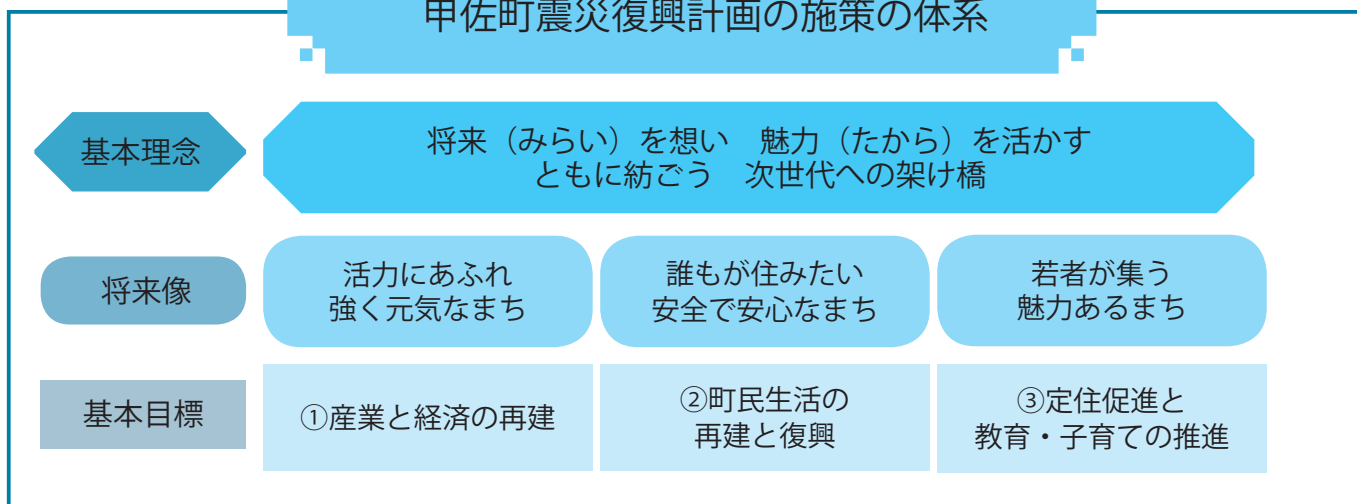 甲佐町震災復興計画の施策の体系
基本理念
将来（みらい）を想い　魅力（たから）を活かす
ともに紡ごう　次世代への架け橋
将来像
活力にあふれ
強く元気なまち
誰もが住みたい
安全で安心なまち
若者が集う
魅力あるまち
基本目標
①産業と経済の再建
②町民生活の
再建と復興
③定住促進と
教育・子育ての推進